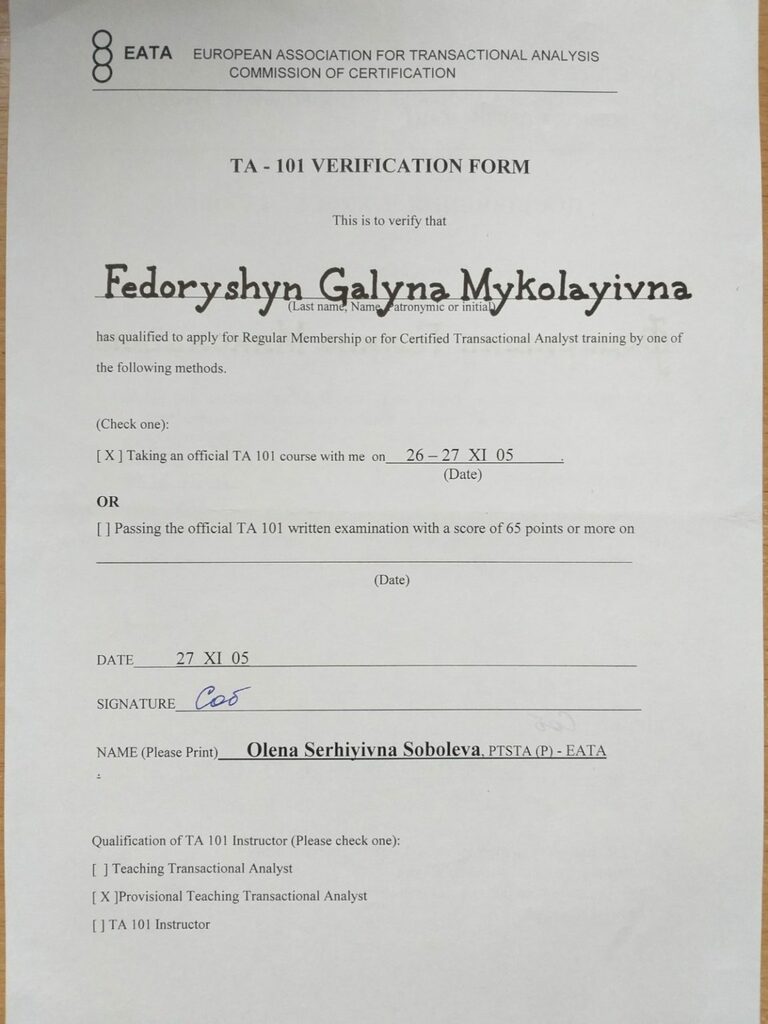 EATA EUROPEAN ASSOCIATION FOR TRANSACTIONAL ANALYSIS
COMMISSION OF CERTIFICATION
TA - 101 VERIFICATION FORM
This is to verify that
Fedoryshyn Galyna Mykolayivna
(Last name, Name, Patronymic or initial)
has qualified to apply for Regular Membership or for Certified Transactional Analyst training by one of
the following methods.
(Check one):
[ X ] Taking an official TA 101 course with me on 26 – 27 XI 05 .
(Date)
OR
[ ] Passing the official TA 101 written examination with a score of 65 points or more on
(Date)
DATE 27 XI 05
SIGNATURE Соб
NAME (Please Print) Olena Serhiyivna Soboleva, PTSTA (P) - EATA
.
Qualification of TA 101 Instructor (Please check one):
[ ] Teaching Transactional Analyst
[ X ]Provisional Teaching Transactional Analyst
[ ] TA 101 Instructor